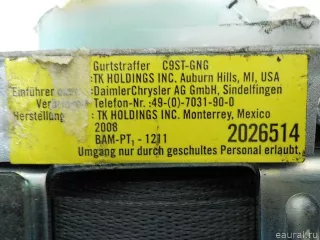 Gurtstraffer C9ST-GNG
:TK HOLDINGS INC. Auburn Hills, MI, USA
Einführer :DaimlerChrysler AG GmbH, Sindelfingen
Telefon-Nr. :49-(0)-7031-90-0
Herstellung : TK HOLDINGS INC. Monterrey, Mexico
2008
BAM-PT₁ - 1211 2026514
Umgang nur durch geschultes Personal erlaubt,
eaurak.ru